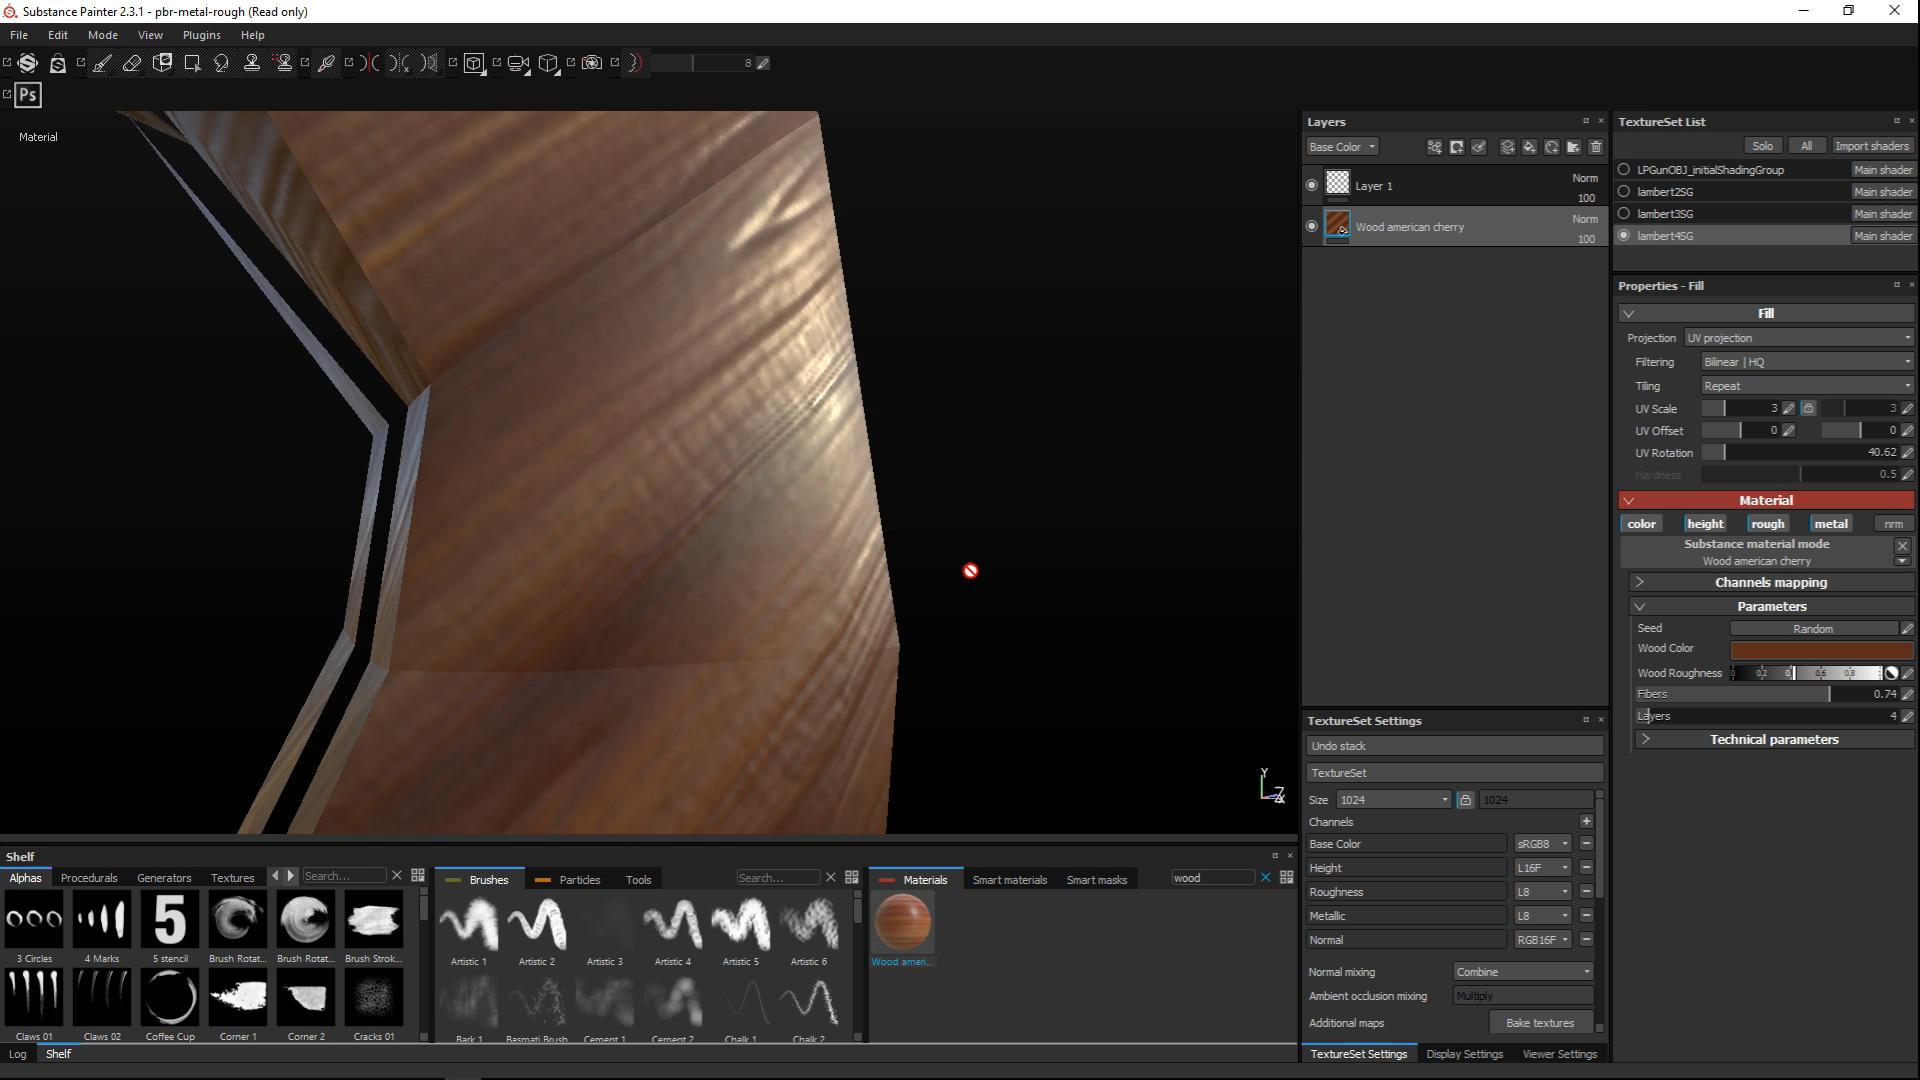 Substance Painter 2.3.1 - pbr-metal-rough (Read only)
File Edit Mode View Plugins Help
8
Ps
Material
Layers
Base Color
Layer 1 Norm 100
Wood american cherry Norm 100
TextureSet List
Solo All Import shaders
LPGunOBJ_initialShadingGroup Main shader
lambert2SG Main shader
lambert3SG Main shader
lambert4SG Main shader
Properties - Fill
Fill
Projection UV projection
Filtering Bilinear | HQ
Tiling Repeat
UV Scale 3 3
UV Offset 0 0
UV Rotation 40.62
Hardness 0.5
Material
color height rough metal nrm
Substance material mode
Wood american cherry
Channels mapping
Parameters
Seed Random
Wood Color
Wood Roughness 0 0.2 0.6 0.8
Fibers 0.74
Layers 4
Technical parameters
TextureSet Settings
Undo stack
TextureSet
Size 1024 1024
Channels
Base Color sRGB8
Height L16F
Roughness L8
Metallic L8
Normal RGB16F
Normal mixing Combine
Ambient occlusion mixing Multiply
Additional maps Bake textures
TextureSet Settings Display Settings Viewer Settings
Y
Z
Shelf
Alphas Procedurals Generators Textures Search...
3 Circles 4 Marks 5 stencil Brush Rotat... Brush Rotat... Brush Strok...
5
Claws 01 Claws 02 Coffee Cup Corner 1 Corner 2 Cracks 01
Brushes Particles Tools Search...
Artistic 1 Artistic 2 Artistic 3 Artistic 4 Artistic 5 Artistic 6
Bark 1 Basmati Brush Cement 1 Cement 2 Chalk 1 Chalk 2
Materials Smart materials Smart masks wood
Wood ameri...
Log Shelf